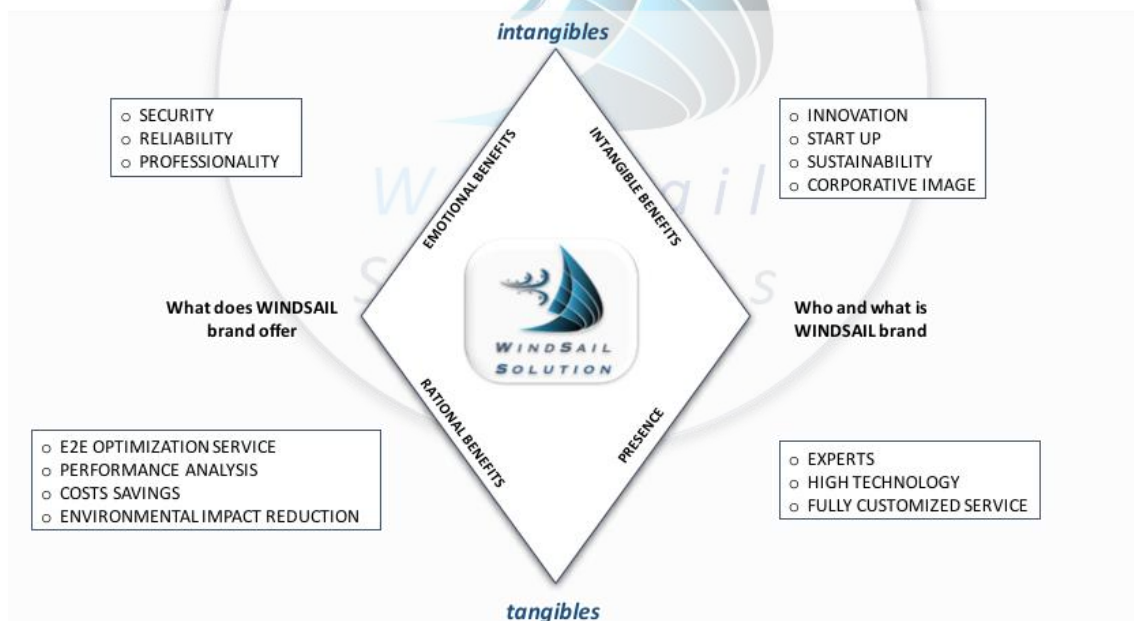 intangibles
○ SECURITY
○ RELIABILITY
○ PROFESSIONALITY
○ INNOVATION
○ START UP
○ SUSTAINABILITY
○ CORPORATIVE IMAGE
EMOTIONAL BENEFITS
INTANGIBLE BENEFITS
What does WINDSAIL
brand offer
WINDSAIL
SOLUTION
Who and what is
WINDSAIL brand
RATIONAL BENEFITS
PRESENCE
○ E2E OPTIMIZATION SERVICE
○ PERFORMANCE ANALYSIS
○ COSTS SAVINGS
○ ENVIRONMENTAL IMPACT REDUCTION
○ EXPERTS
○ HIGH TECHNOLOGY
○ FULLY CUSTOMIZED SERVICE
tangibles